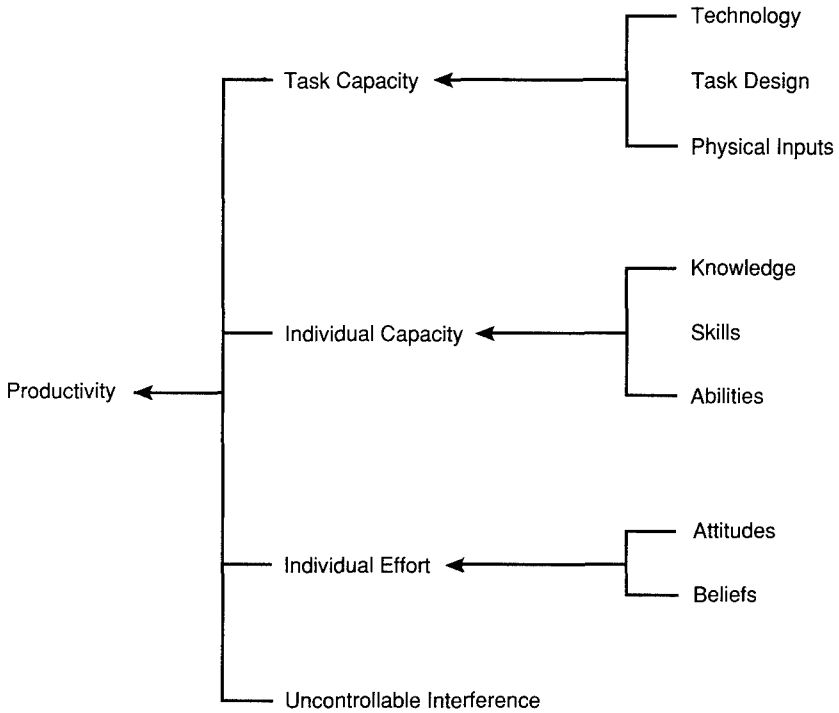 Technology
Task Capacity
Task Design
Physical Inputs
Knowledge
Individual Capacity
Skills
Abilities
Productivity
Attitudes
Individual Effort
Beliefs
Uncontrollable Interference